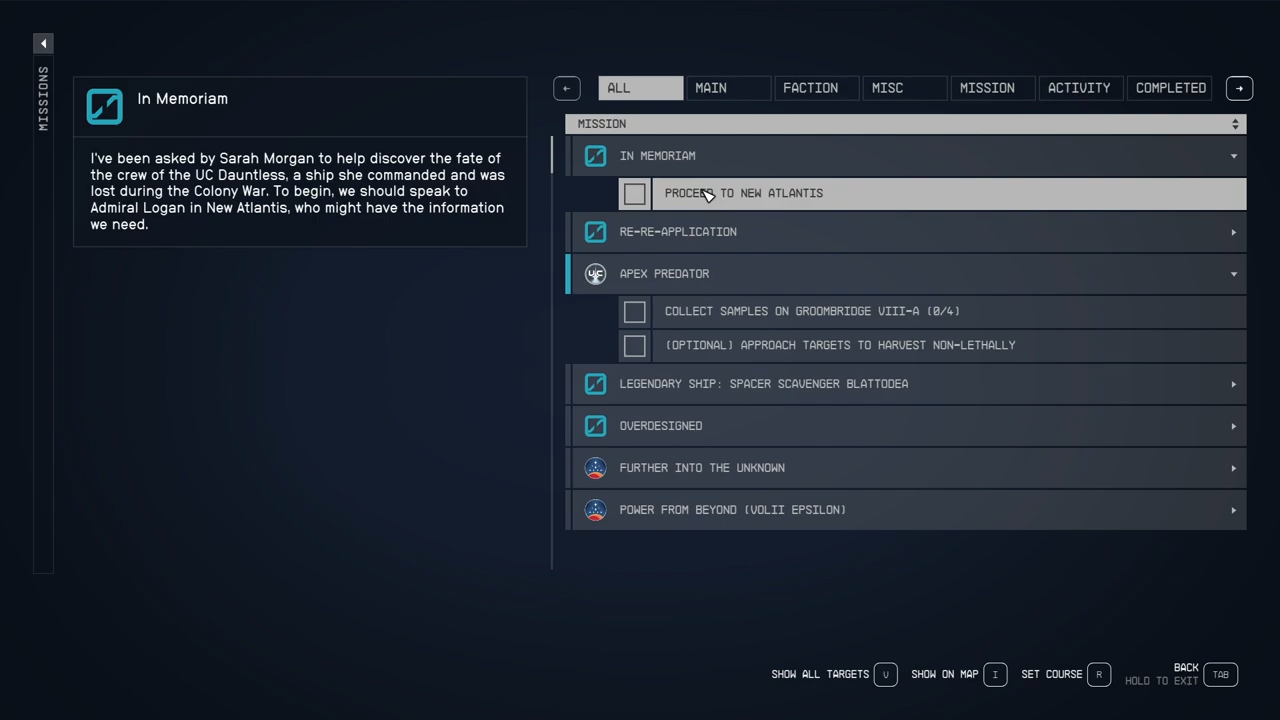 MISSIONS
In Memoriam
I've been asked by Sarah Morgan to help discover the fate of
the crew of the UC Dauntless, a ship she commanded and was
lost during the Colony War. To begin, we should speak to
Admiral Logan in New Atlantis, who might have the information
we need.
ALL
MAIN
FACTION
MISC
MISSION
ACTIVITY
COMPLETED
MISSION
IN MEMORIAM
PROCEED TO NEW ATLANTIS
RE-RE-APPLICATION
UC
APEX PREDATOR
COLLECT SAMPLES ON GROOMBRIDGE VIII-A (0/4)
(OPTIONAL) APPROACH TARGETS TO HARVEST NON-LETHALLY
LEGENDARY SHIP: SPACER SCAVENGER BLATTODEA
OVERDESIGNED
FURTHER INTO THE UNKNOWN
POWER FROM BEYOND (VOLII EPSILON)
SHOW ALL TARGETS U
SHOW ON MAP I
SET COURSE R
BACK
HOLD TO EXIT
TAB